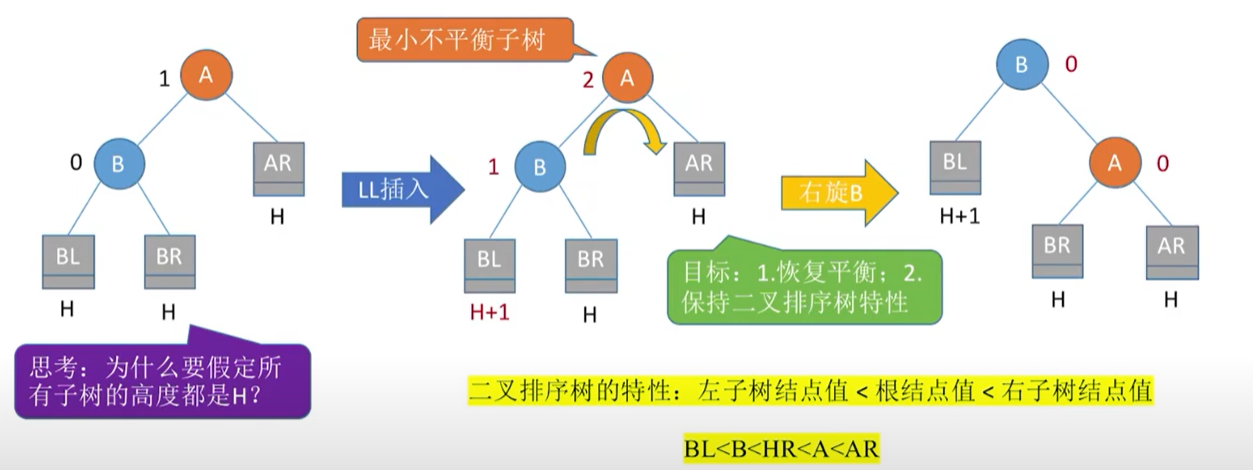 最小不平衡子树
1
A
2
A
B
0
0
B
AR
H
LL插入
1
B
AR
H
右旋B
BL
H+1
A
0
BL
H
BR
H
BL
H+1
BR
H
目标：1.恢复平衡；2.
保持二叉排序树特性
BR
H
AR
H
思考：为什么要假定所
有子树的高度都是H？
二叉排序树的特性：左子树结点值 < 根结点值 < 右子树结点值
BL<B<HR<A<AR